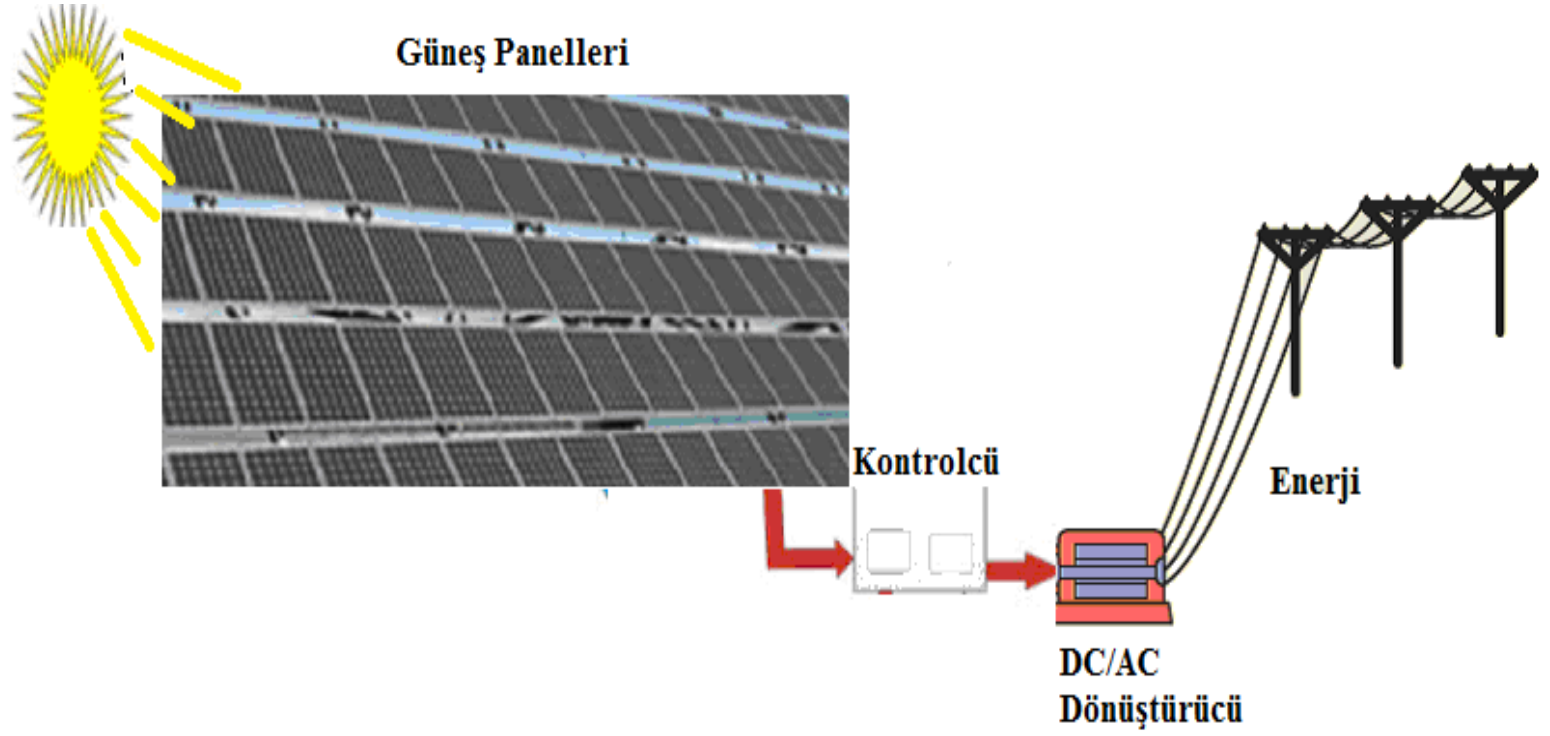 Güneş Panelleri
Kontrolcü
Enerji
DC/AC
Dönüştürücü